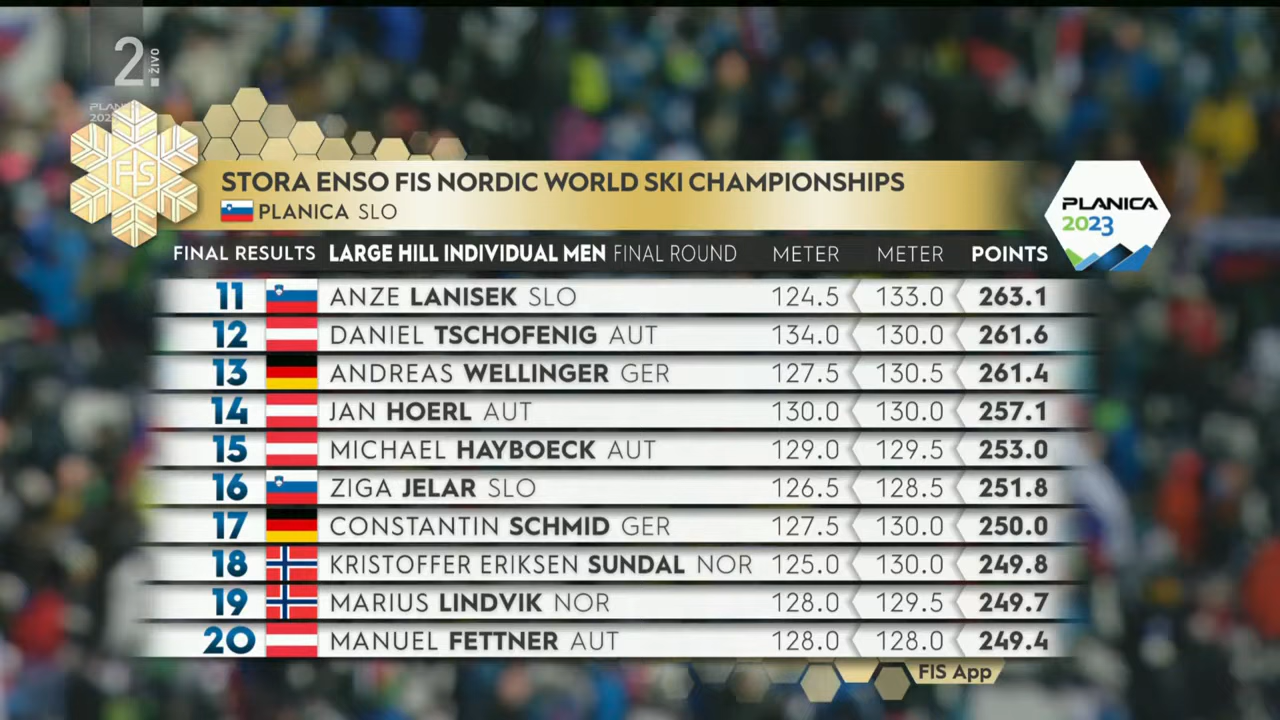 2.ŽIVO
PLANICA
2023
FIS
STORA ENSO FIS NORDIC WORLD SKI CHAMPIONSHIPS
PLANICA SLO
PLANICA
2023
FINAL RESULTS LARGE HILL INDIVIDUAL MEN FINAL ROUND METER METER POINTS
11 ANZE LANISEK SLO 124.5 133.0 263.1
12 DANIEL TSCHOFENIG AUT 134.0 130.0 261.6
13 ANDREAS WELLINGER GER 127.5 130.5 261.4
14 JAN HOERL AUT 130.0 130.0 257.1
15 MICHAEL HAYBOECK AUT 129.0 129.5 253.0
16 ZIGA JELAR SLO 126.5 128.5 251.8
17 CONSTANTIN SCHMID GER 127.5 130.0 250.0
18 KRISTOFFER ERIKSEN SUNDAL NOR 125.0 130.0 249.8
19 MARIUS LINDVIK NOR 128.0 129.5 249.7
20 MANUEL FETTNER AUT 128.0 128.0 249.4
FIS App